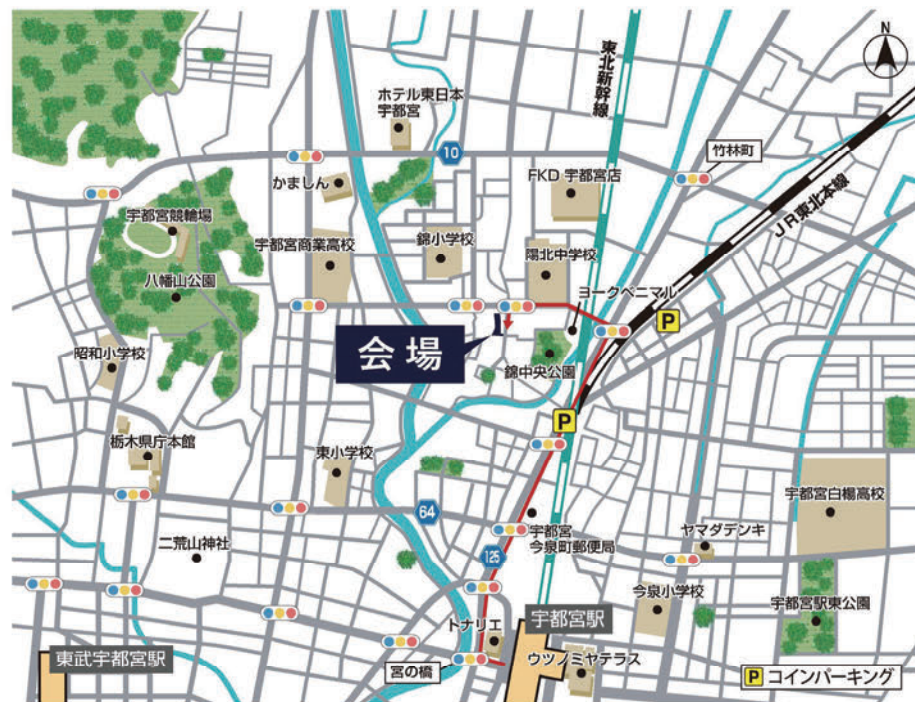 N
東北新幹線
ホテル東日本
宇都宮
10
竹林町
かましん
FKD 宇都宮店
JR東北本線
宇都宮競輪場
宇都宮商業高校
錦小学校
陽北中学校
八幡山公園
ヨークベニマル
P
会場
昭和小学校
錦中央公園
P
栃木県庁本館
東小学校
宇都宮白楊高校
64
宇都宮
今泉町郵便局
ヤマダデンキ
二荒山神社
125
今泉小学校
宇都宮駅東公園
トナリエ
宇都宮駅
東武宇都宮駅
宮の橋
ウツノミヤテラス
P コインパーキング